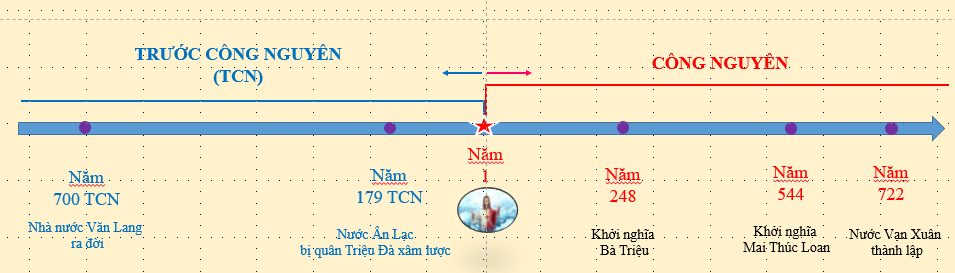 TRƯỚC CÔNG NGUYÊN
(TCN)
CÔNG NGUYÊN
Năm
700 TCN
Nhà nước Văn Lang
ra đời
Năm
179 TCN
Nước Ân Lạc
bị quân Triệu Đà xâm lược
Năm
1
Năm
248
Khởi nghĩa
Bà Triệu
Năm
544
Khởi nghĩa
Mai Thúc Loan
Năm
722
Nước Vạn Xuân
thành lập